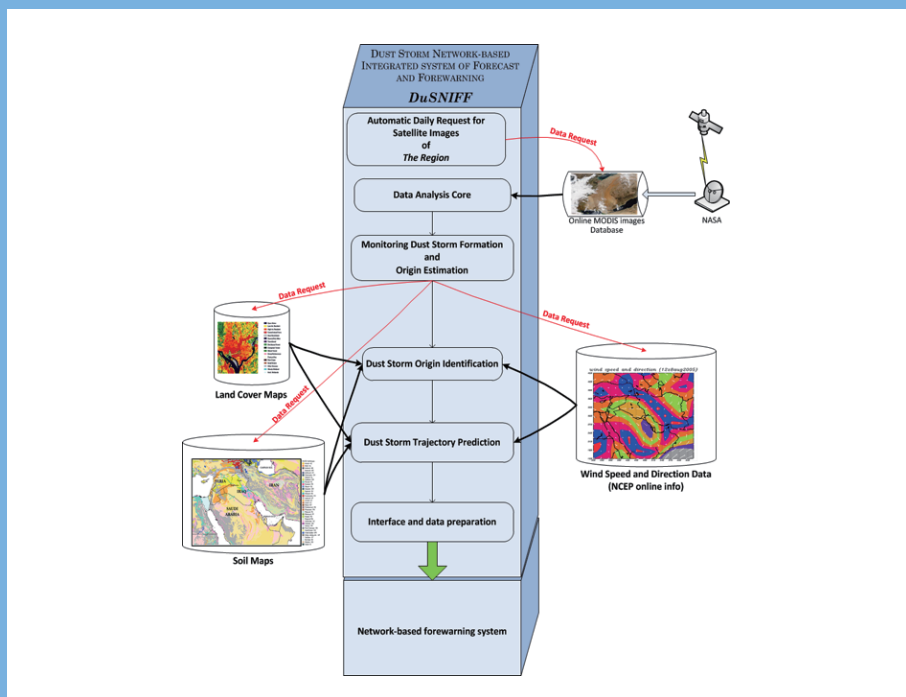 DUST STORM NETWORK-BASED
INTEGRATED SYSTEM OF FORECAST
AND FOREWARNING
DuSNIFF
Automatic Daily Request for
Satellite Images
of
The Region
Data Request
Data Analysis Core
Online MODIS images
Database
NASA
Monitoring Dust Storm Formation
and
Origin Estimation
Data Request
Data Request
Data Request
Land Cover Maps
Dust Storm Origin Identification
wind speed and direction (12z8aug2005)
Dust Storm Trajectory Prediction
Wind Speed and Direction Data
(NCEP online info)
SYRIA
IRAQ
IRAN
SAUDI
ARABIA
Soil Maps
Interface and data preparation
Network-based forewarning system